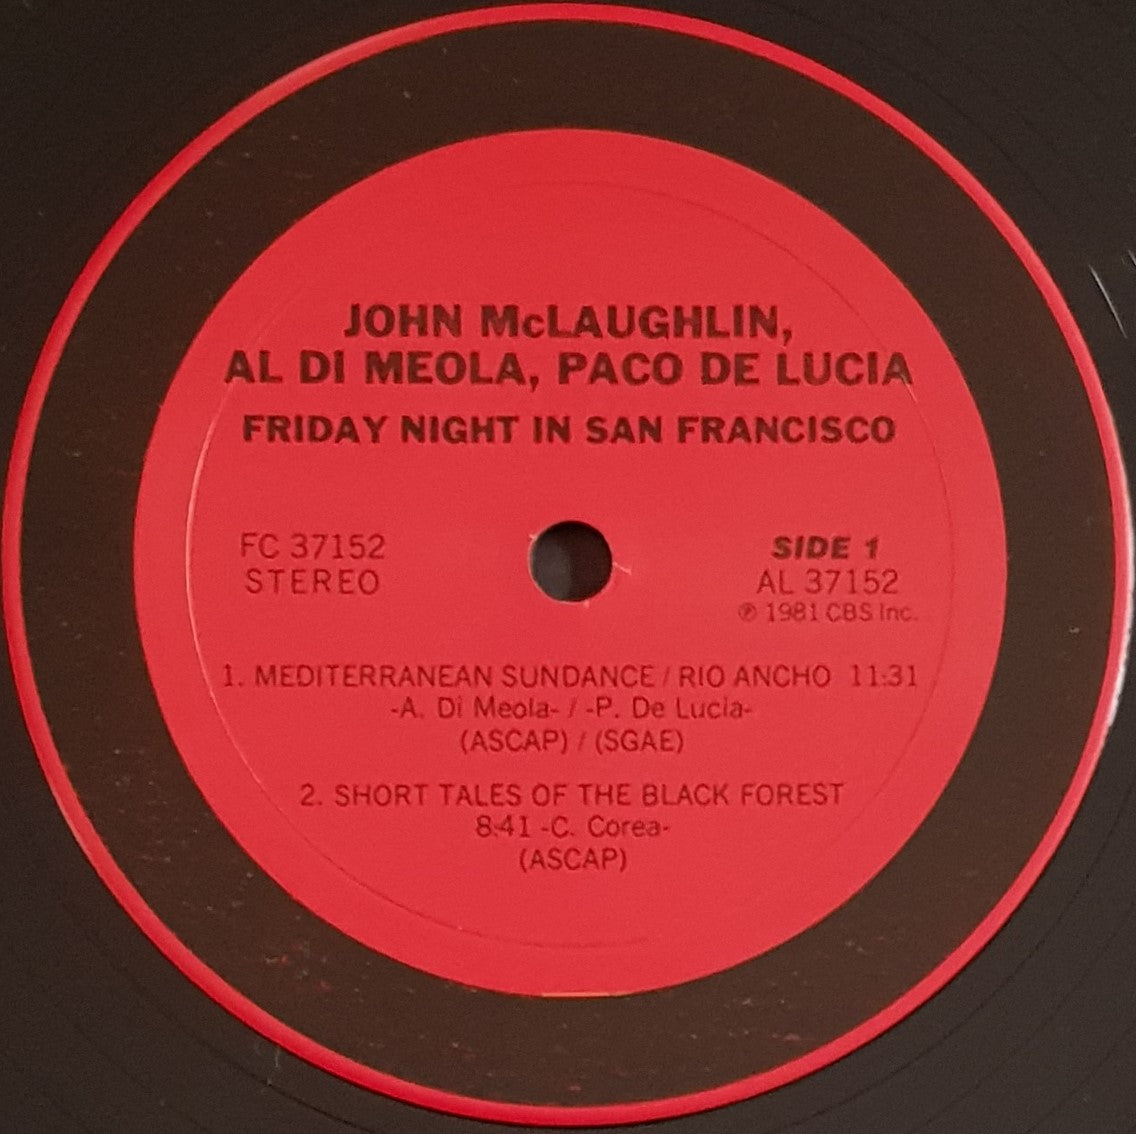 JOHN McLAUGHLIN,
AL DI MEOLA, PACO DE LUCIA
FRIDAY NIGHT IN SAN FRANCISCO
FC 37152
STEREO
SIDE 1
AL 37152
℗ 1981 CBS Inc.
1. MEDITERRANEAN SUNDANCE / RIO ANCHO 11:31
-A. Di Meola- / -P. De Lucia-
(ASCAP) / (SGAE)
2. SHORT TALES OF THE BLACK FOREST
8:41 -C. Corea-
(ASCAP)